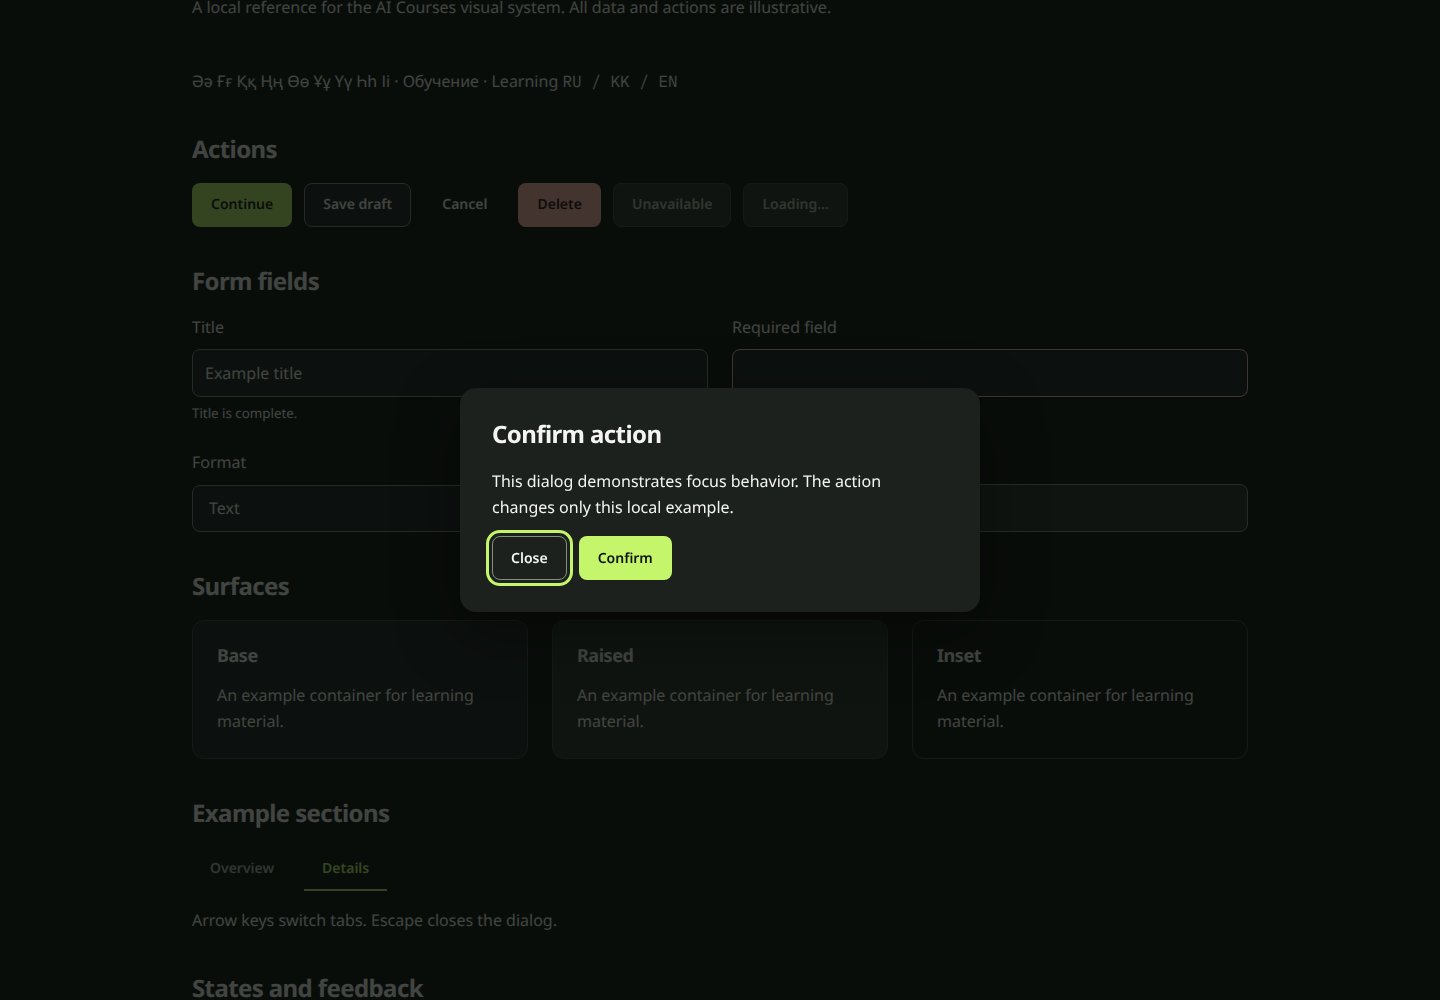 A local reference for the AI Courses visual system. All data and actions are illustrative.
Әә Ғғ Ққ Ңң Өө Ұұ Үү Һһ Іі · Обучение · Learning RU / KK / EN
Actions
Continue Save draft Cancel Delete Unavailable Loading…
Form fields
Title Required field
Example title
Title is complete.
Format
Text
Confirm action
This dialog demonstrates focus behavior. The action
changes only this local example.
Close Confirm
Surfaces
Base Raised Inset
An example container for learning An example container for learning An example container for learning
material. material. material.
Example sections
Overview Details
Arrow keys switch tabs. Escape closes the dialog.
States and feedback